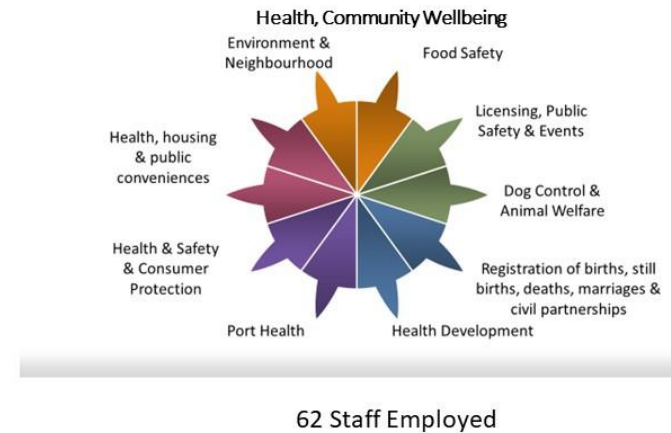 Health, Community Wellbeing
Environment &
Neighbourhood
Food Safety
Licensing, Public
Safety & Events
Dog Control &
Animal Welfare
Registration of births, still
births, deaths, marriages &
civil partnerships
Health Development
Port Health
Health & Safety
& Consumer
Protection
Health, housing
& public
conveniences
62 Staff Employed